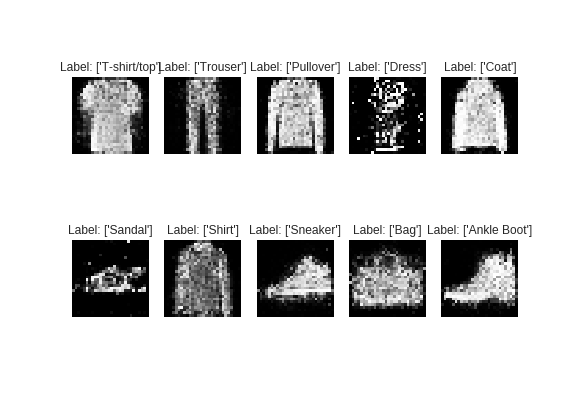 Label: ['T-shirt/top'] Label: ['Trouser'] Label: ['Pullover'] Label: ['Dress'] Label: ['Coat']
Label: ['Sandal'] Label: ['Shirt'] Label: ['Sneaker'] Label: ['Bag'] Label: ['Ankle Boot']